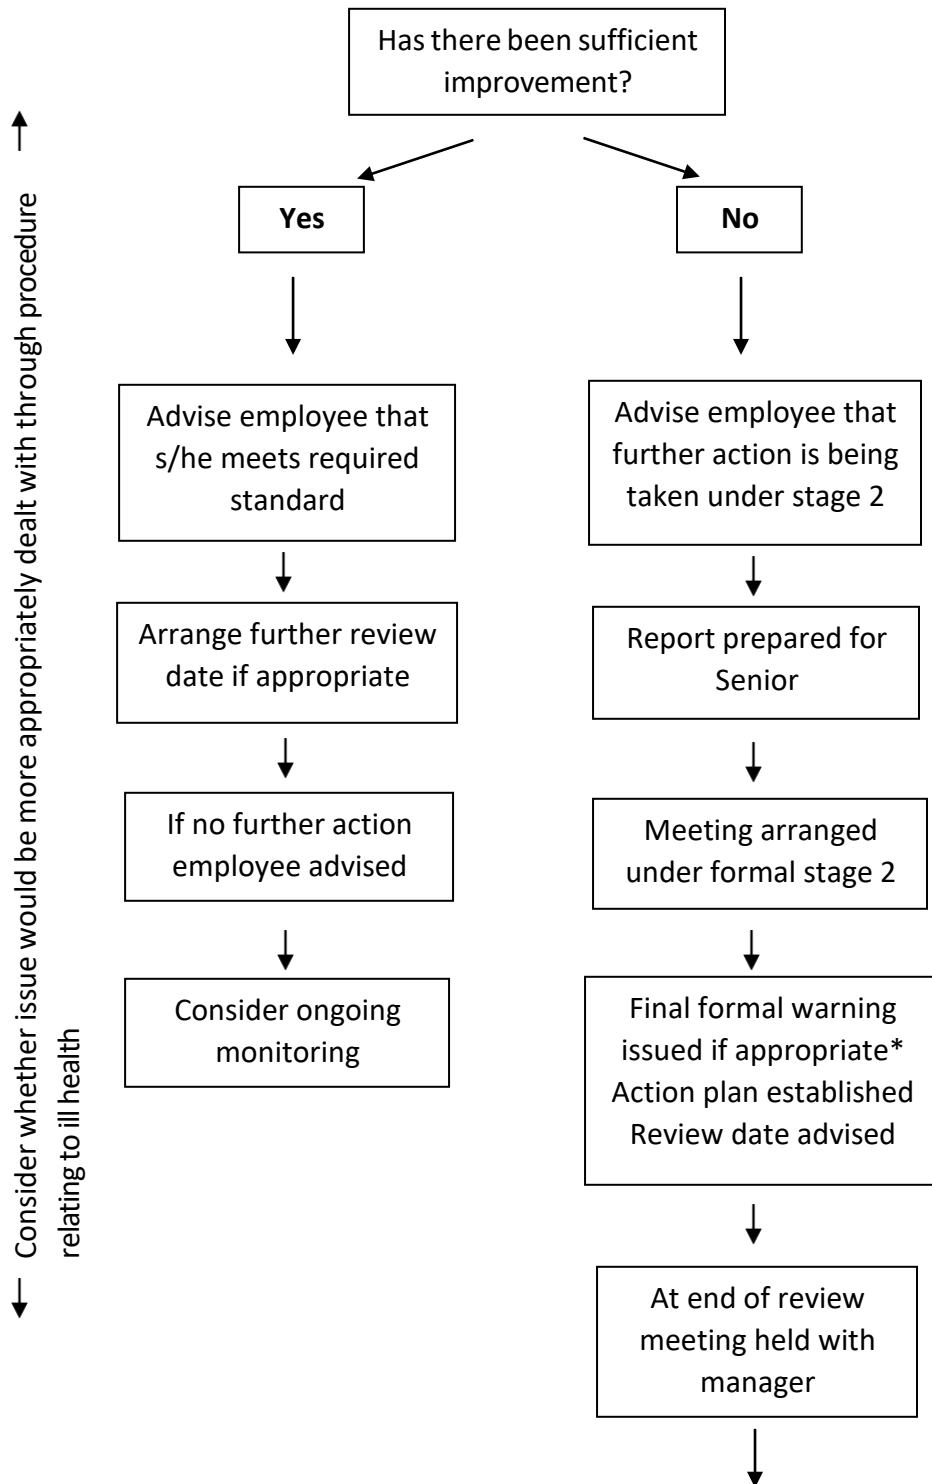 Has there been sufficient
improvement?
Yes
No
Advise employee that
s/he meets required
standard
Arrange further review
date if appropriate
If no further action
employee advised
Consider ongoing
monitoring
Advise employee that
further action is being
taken under stage 2
Report prepared for
Senior
Meeting arranged
under formal stage 2
Final formal warning
issued if appropriate*
Action plan established
Review date advised
At end of review
meeting held with
manager
Consider whether issue would be more appropriately dealt with through procedure
relating to ill health